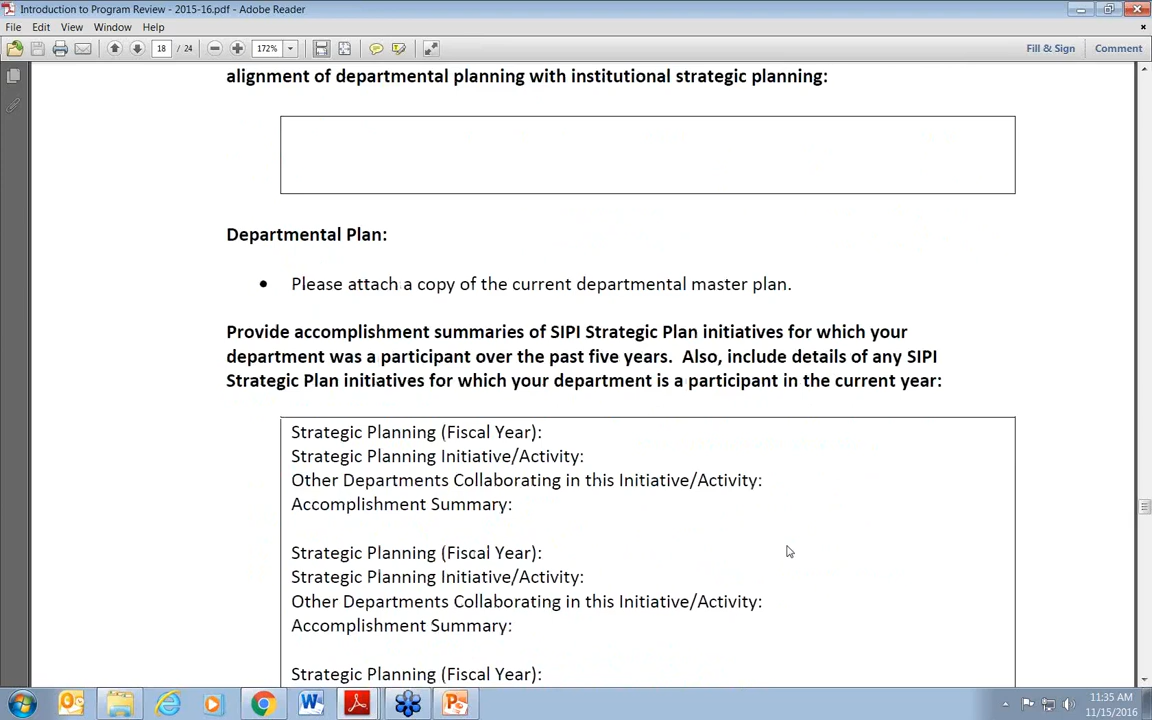 Introduction to Program Review - 2015-16.pdf - Adobe Reader
File Edit View Window Help
18 / 24 172% Fill & Sign Comment
alignment of departmental planning with institutional strategic planning:
Departmental Plan:
• Please attach a copy of the current departmental master plan.
Provide accomplishment summaries of SIPI Strategic Plan initiatives for which your
department was a participant over the past five years. Also, include details of any SIPI
Strategic Plan initiatives for which your department is a participant in the current year:
Strategic Planning (Fiscal Year):
Strategic Planning Initiative/Activity:
Other Departments Collaborating in this Initiative/Activity:
Accomplishment Summary:
Strategic Planning (Fiscal Year):
Strategic Planning Initiative/Activity:
Other Departments Collaborating in this Initiative/Activity:
Accomplishment Summary:
Strategic Planning (Fiscal Year):
11:35 AM
11/15/2016